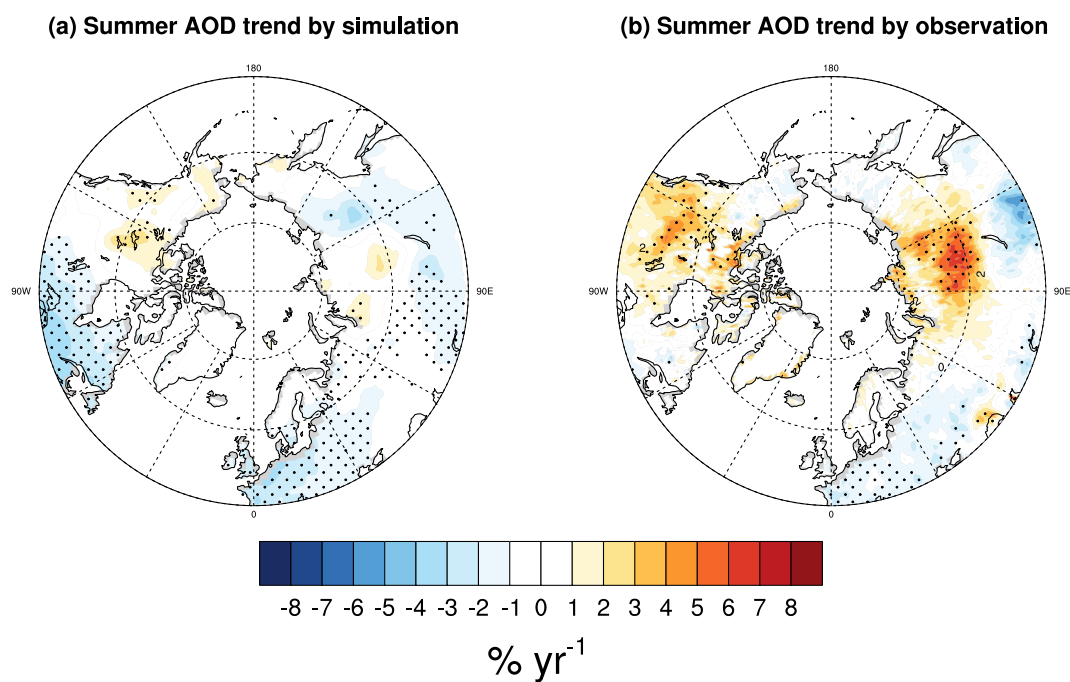 (a) Summer AOD trend by simulation
(b) Summer AOD trend by observation
180
180
90W
90E
90W
90E
2
2
0
0
0
-8 -7 -6 -5 -4 -3 -2 -1 0 1 2 3 4 5 6 7 8
% yr-1